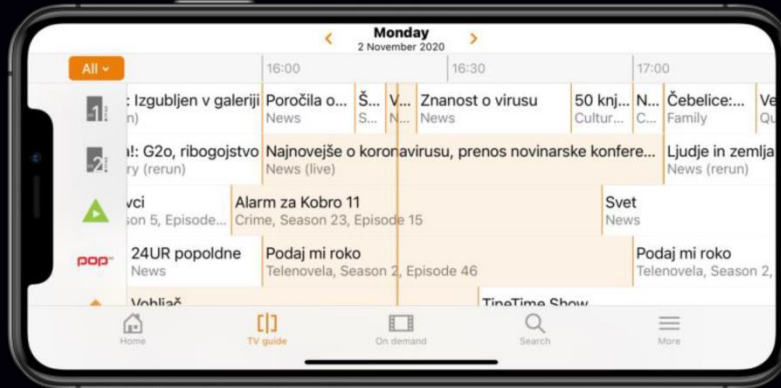 Monday
2 November 2020
All
16:00
16:30
17:00
: Izgubljen v galeriji
Poročila o...
Š...
V...
Znanost o virusu
50 knj...
N...
Čebelice:...
Ve
n)
News
S...
N...
News
Cultur...
C...
Family
Qu
1
a!: G2o, ribogojstvo
Najnovejše o koronavirusu, prenos novinarske konfere...
Ljudje in zemlja
ry (rerun)
News (live)
News (rerun)
2
vci
Alarm za Kobro 11
Svet
son 5, Episode...
Crime, Season 23, Episode 15
News
pop
24UR popoldne
Podaj mi roko
Podaj mi roko
News
Telenovela, Season 2, Episode 46
Telenovela, Season 2,
Vohljač
TineTime Show
Home
TV guide
On demand
Search
More